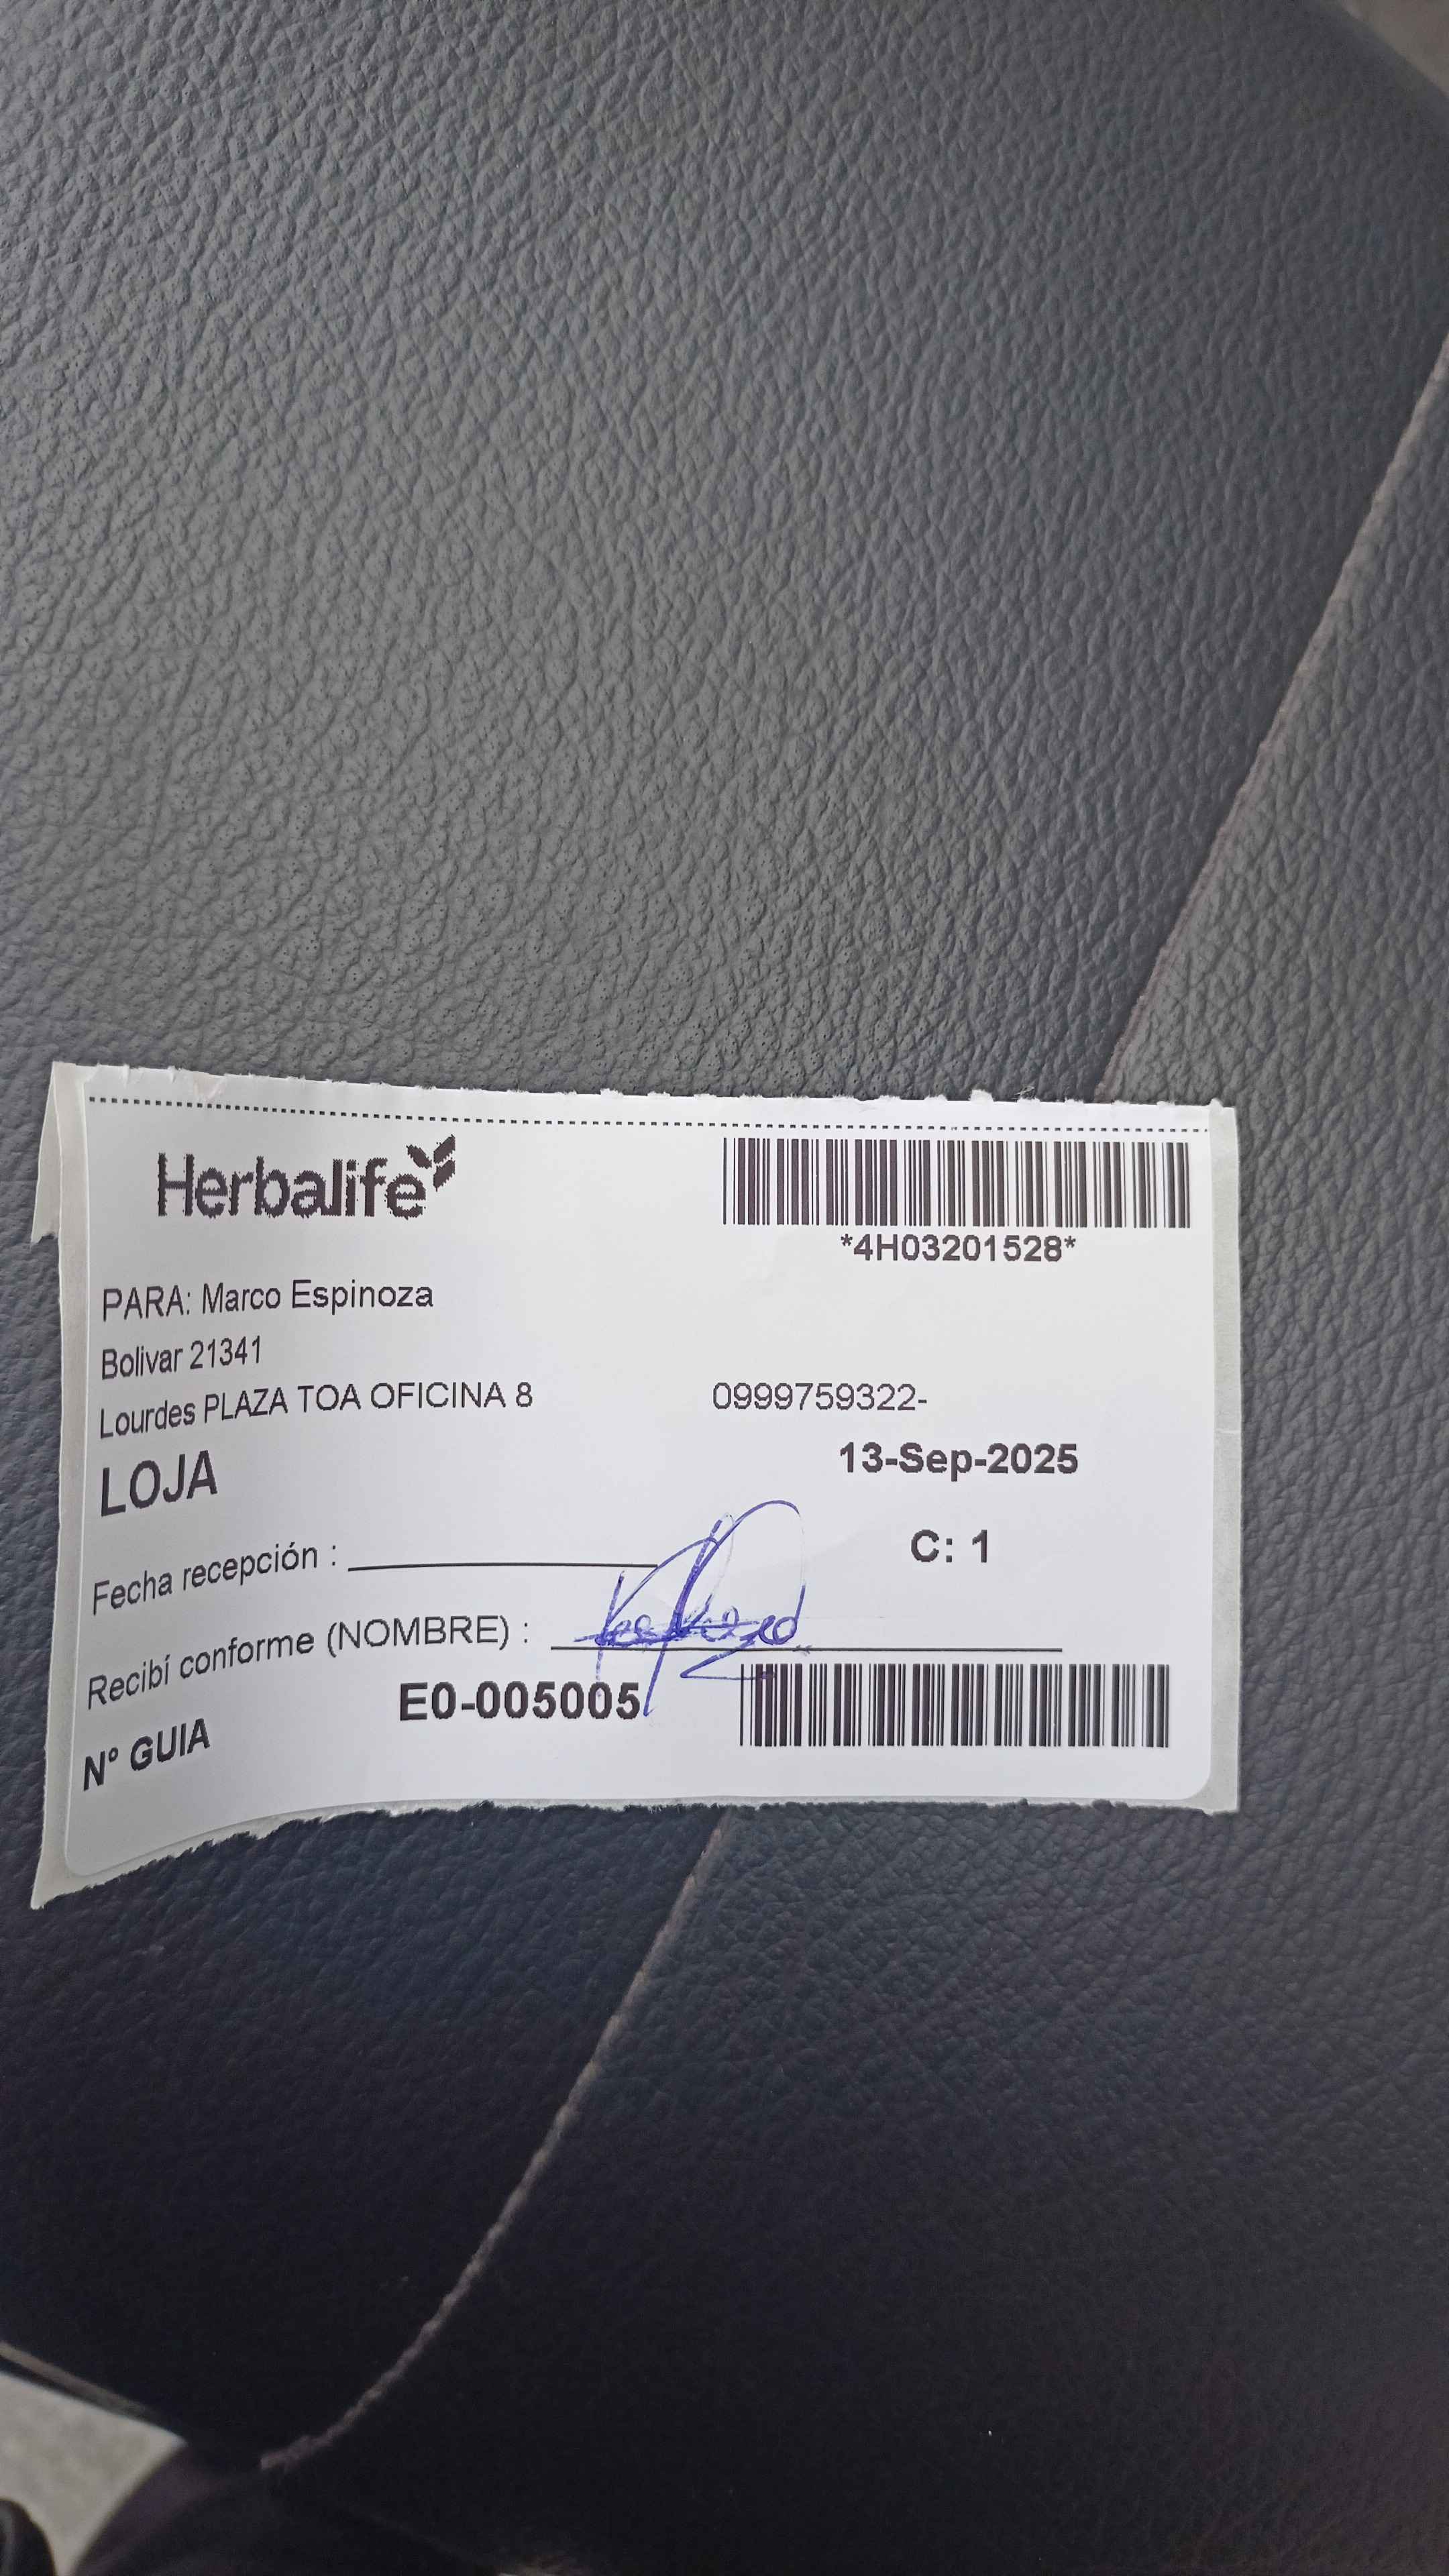 Herbalife
*4H03201528*
PARA: Marco Espinoza
Bolivar 21341
Lourdes PLAZA TOA OFICINA 8 0999759322-
LOJA 13-Sep-2025
C: 1
Fecha recepción :
Recibí conforme (NOMBRE) :
Nº GUIA E0-005005